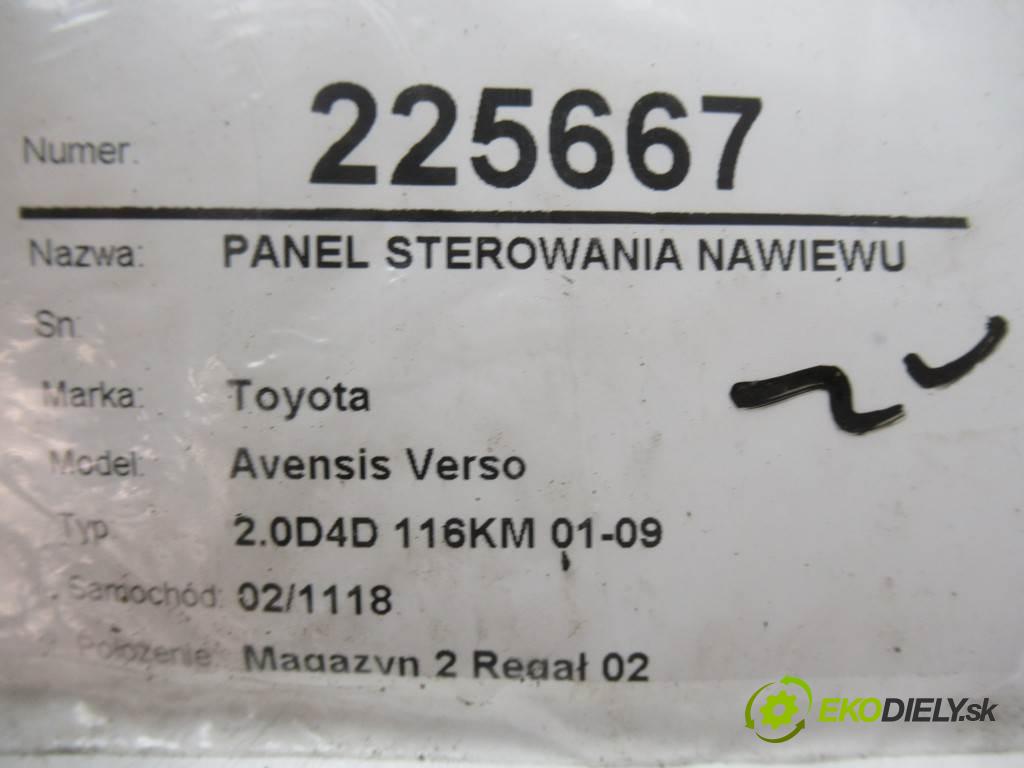 Numer. 225667
Nazwa: PANEL STEROWANIA NAWIEWU
Sn:
Marka: Toyota
Model: Avensis Verso
Typ: 2.0D4D 116KM 01-09
Samochód: 02/1118
Położenie: Magazyn 2 Regał 02
EKODIELY.sk